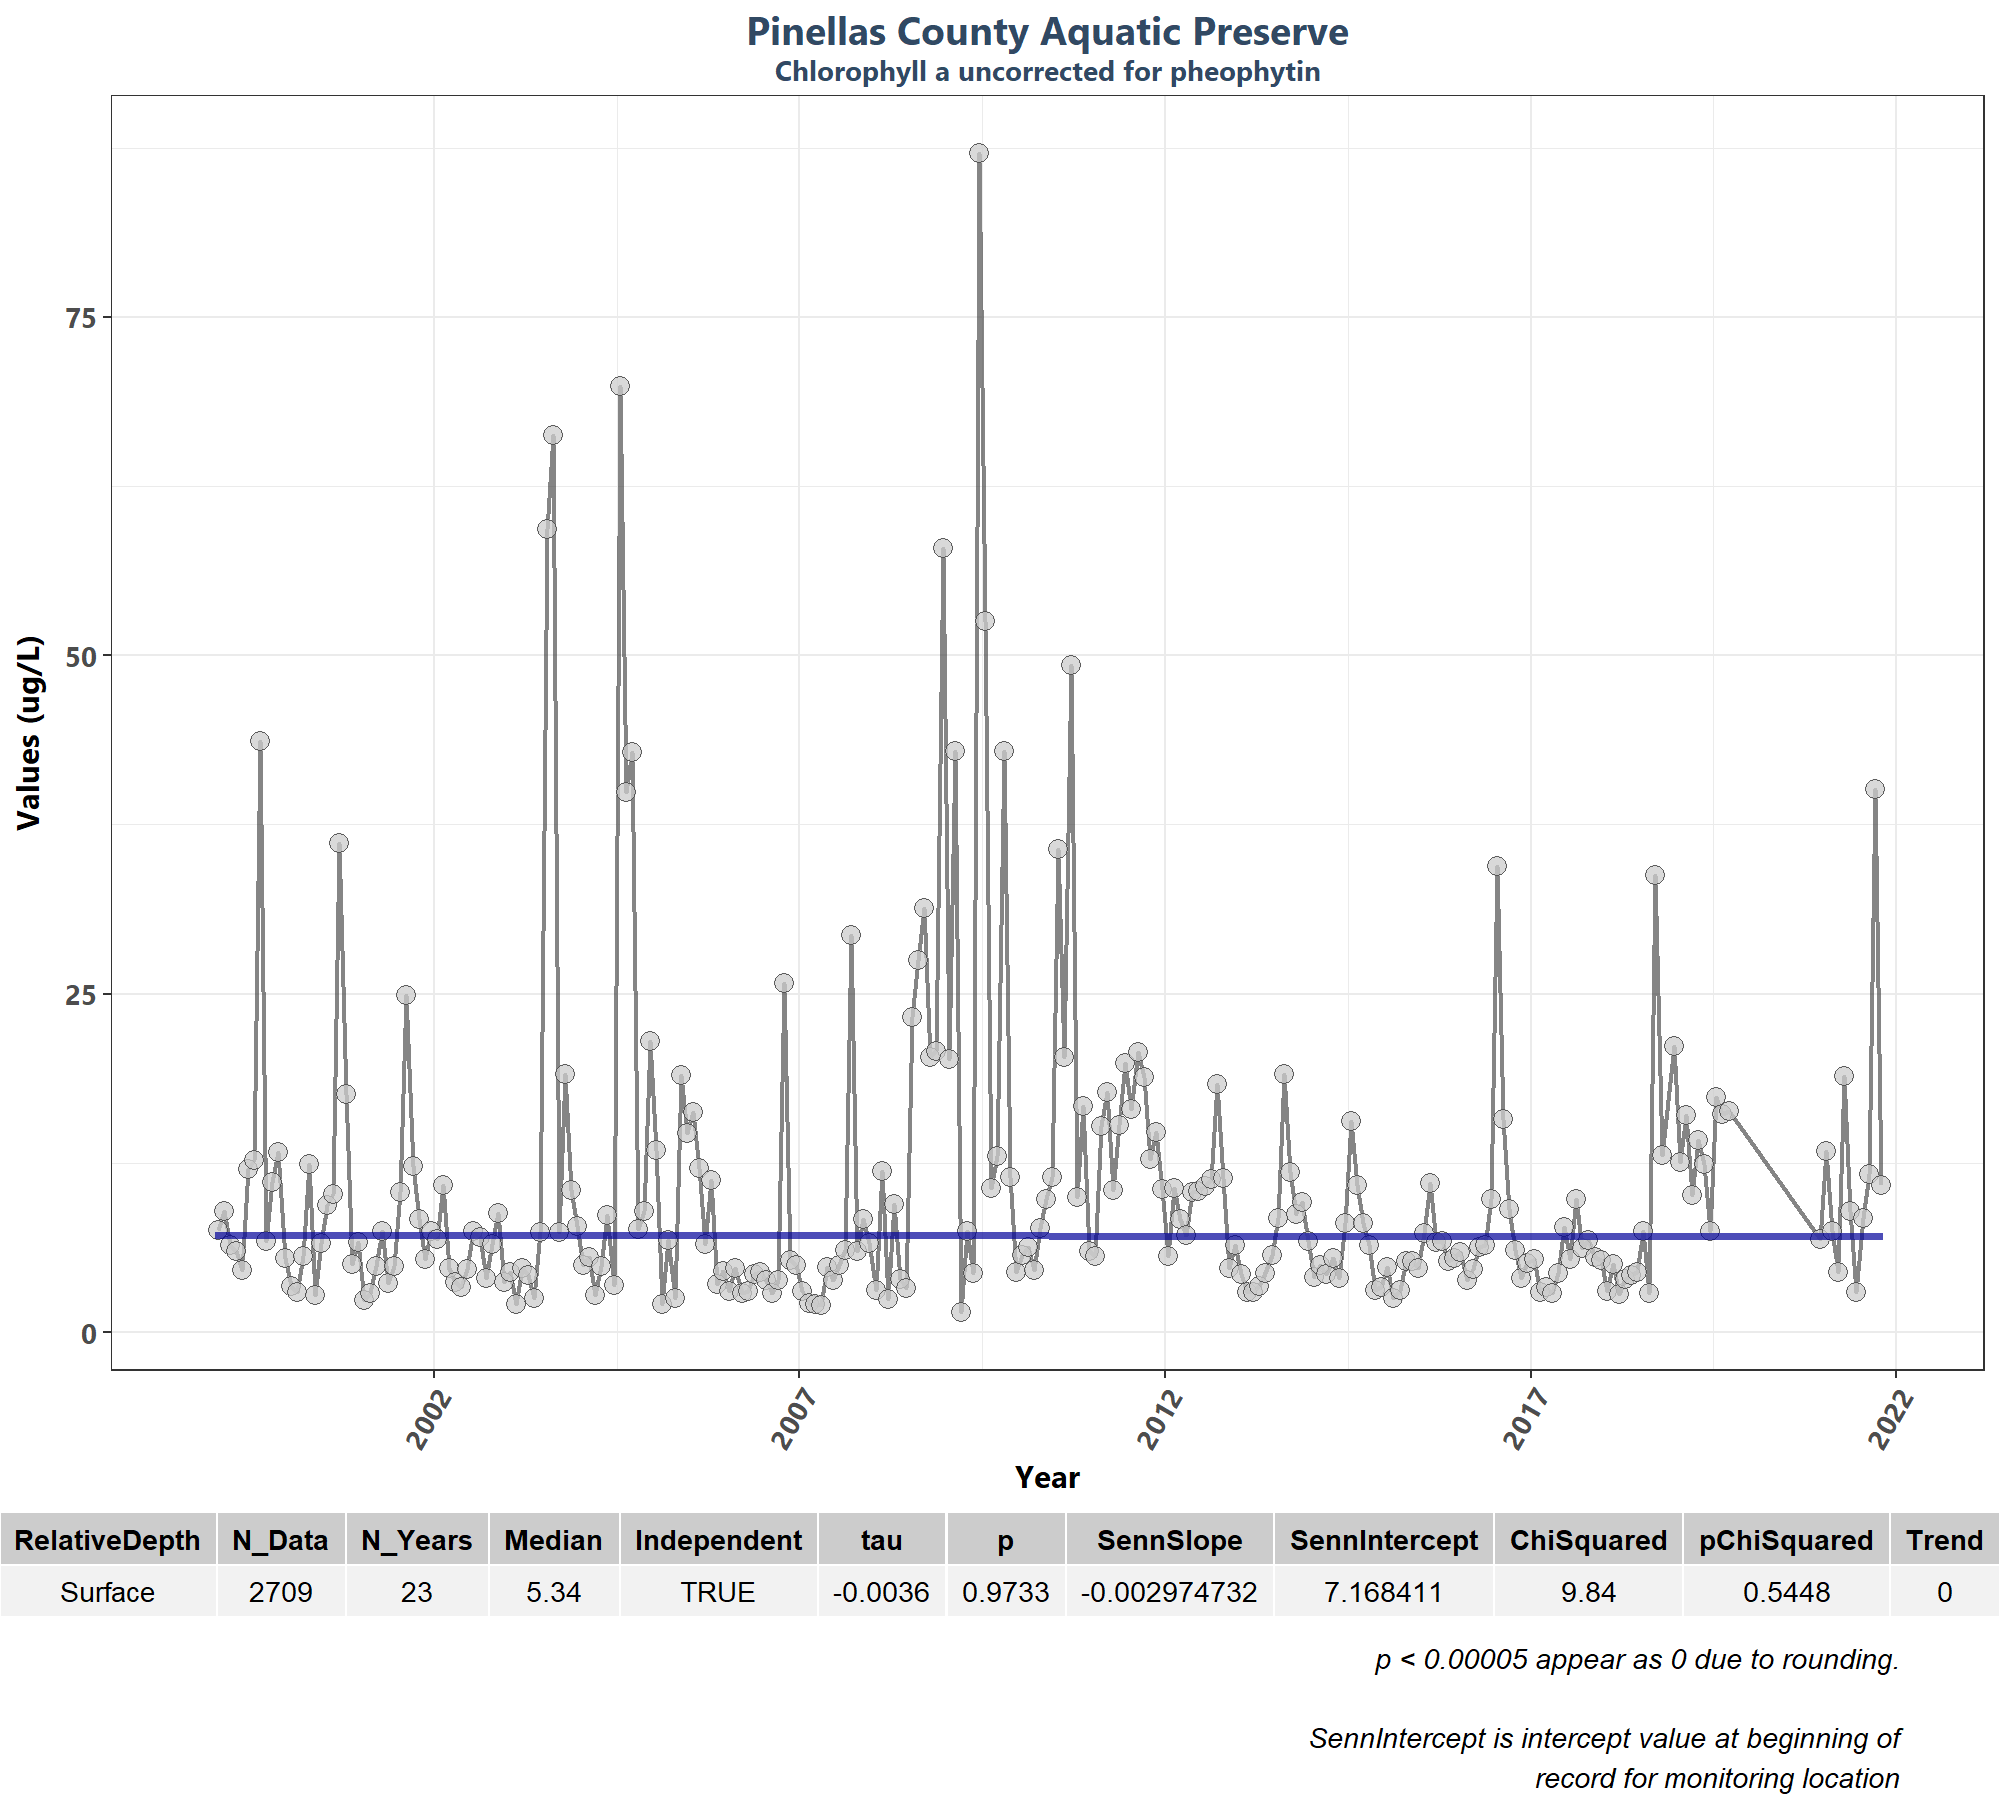 Pinellas County Aquatic Preserve
Chlorophyll a uncorrected for pheophytin
Values (ug/L)
75
50
25
0
2002
2007
2012
2017
2022
Year
RelativeDepth N_Data N_Years Median Independent tau p SennSlope SennIntercept ChiSquared pChiSquared Trend
Surface 2709 23 5.34 TRUE -0.0036 0.9733 -0.002974732 7.168411 9.84 0.5448 0
p < 0.00005 appear as 0 due to rounding.
SennIntercept is intercept value at beginning of
record for monitoring location